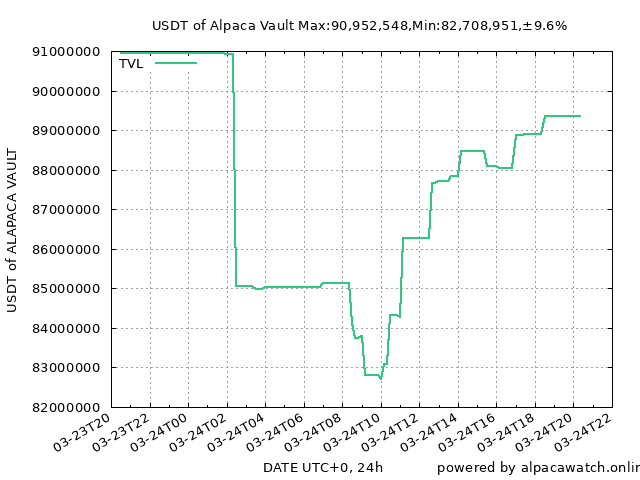 USDT of Alpaca Vault Max:90,952,548,Min:82,708,951,±9.6%
TVL
91000000
90000000
89000000
88000000
87000000
86000000
85000000
84000000
83000000
82000000
USDT of ALAPACA VAULT
03-23T20
03-23T22
03-24T00
03-24T02
03-24T04
03-24T06
03-24T08
03-24T10
03-24T12
03-24T14
03-24T16
03-24T18
03-24T20
03-24T22
DATE UTC+0, 24h
powered by alpacawatch.onlin